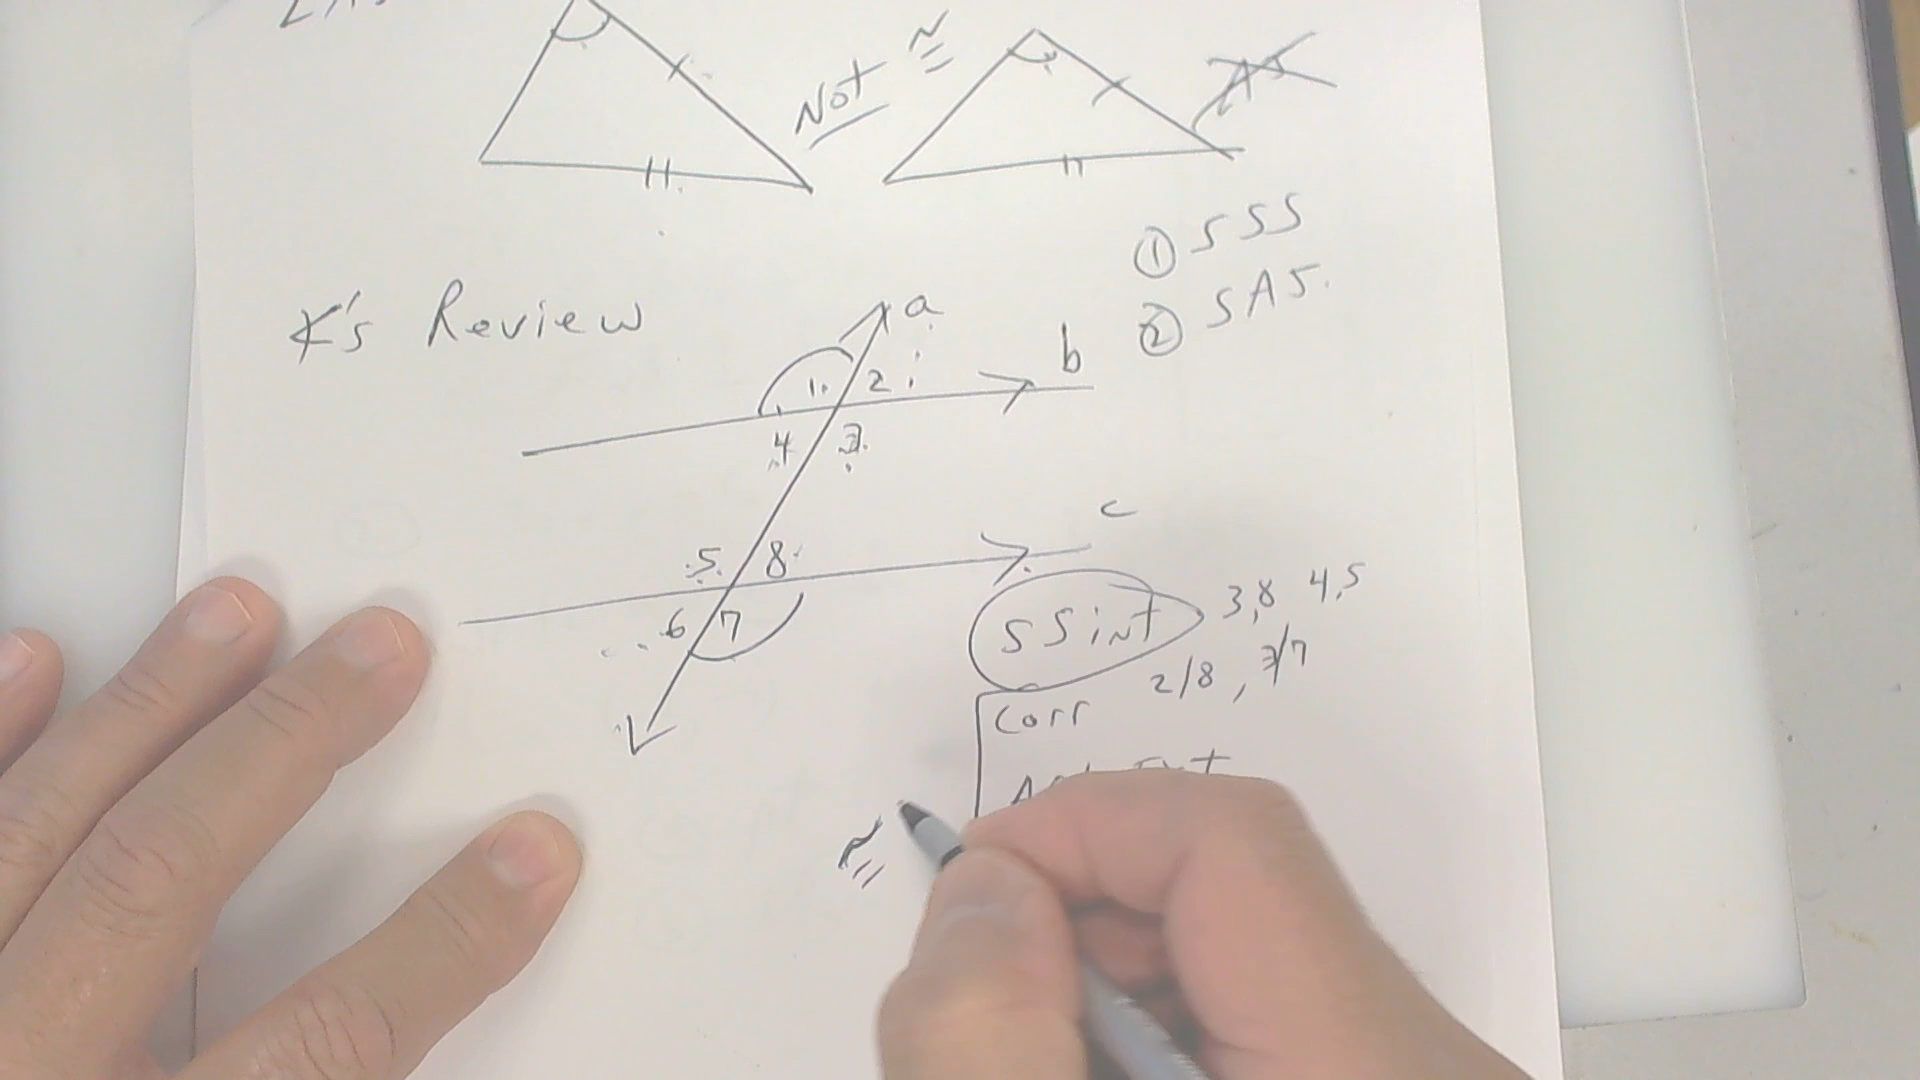 Not ≅
① SSS
② SAS.
∡'s Review
a
b
1 2
4 3
c
5 8
6 7
SSint 3,8 4,5
Corr 2/8, 3/7
≅